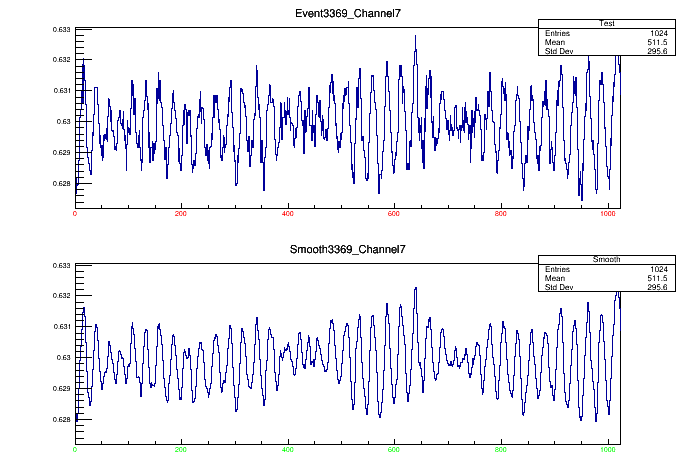 Event3369_Channel7
Test
Entries 1024
Mean 511.5
Std Dev 295.6
0.633
0.632
0.631
0.63
0.629
0.628
0 200 400 600 800 1000
Smooth3369_Channel7
Smooth
Entries 1024
Mean 511.5
Std Dev 295.6
0.633
0.632
0.631
0.63
0.629
0.628
0 200 400 600 800 1000